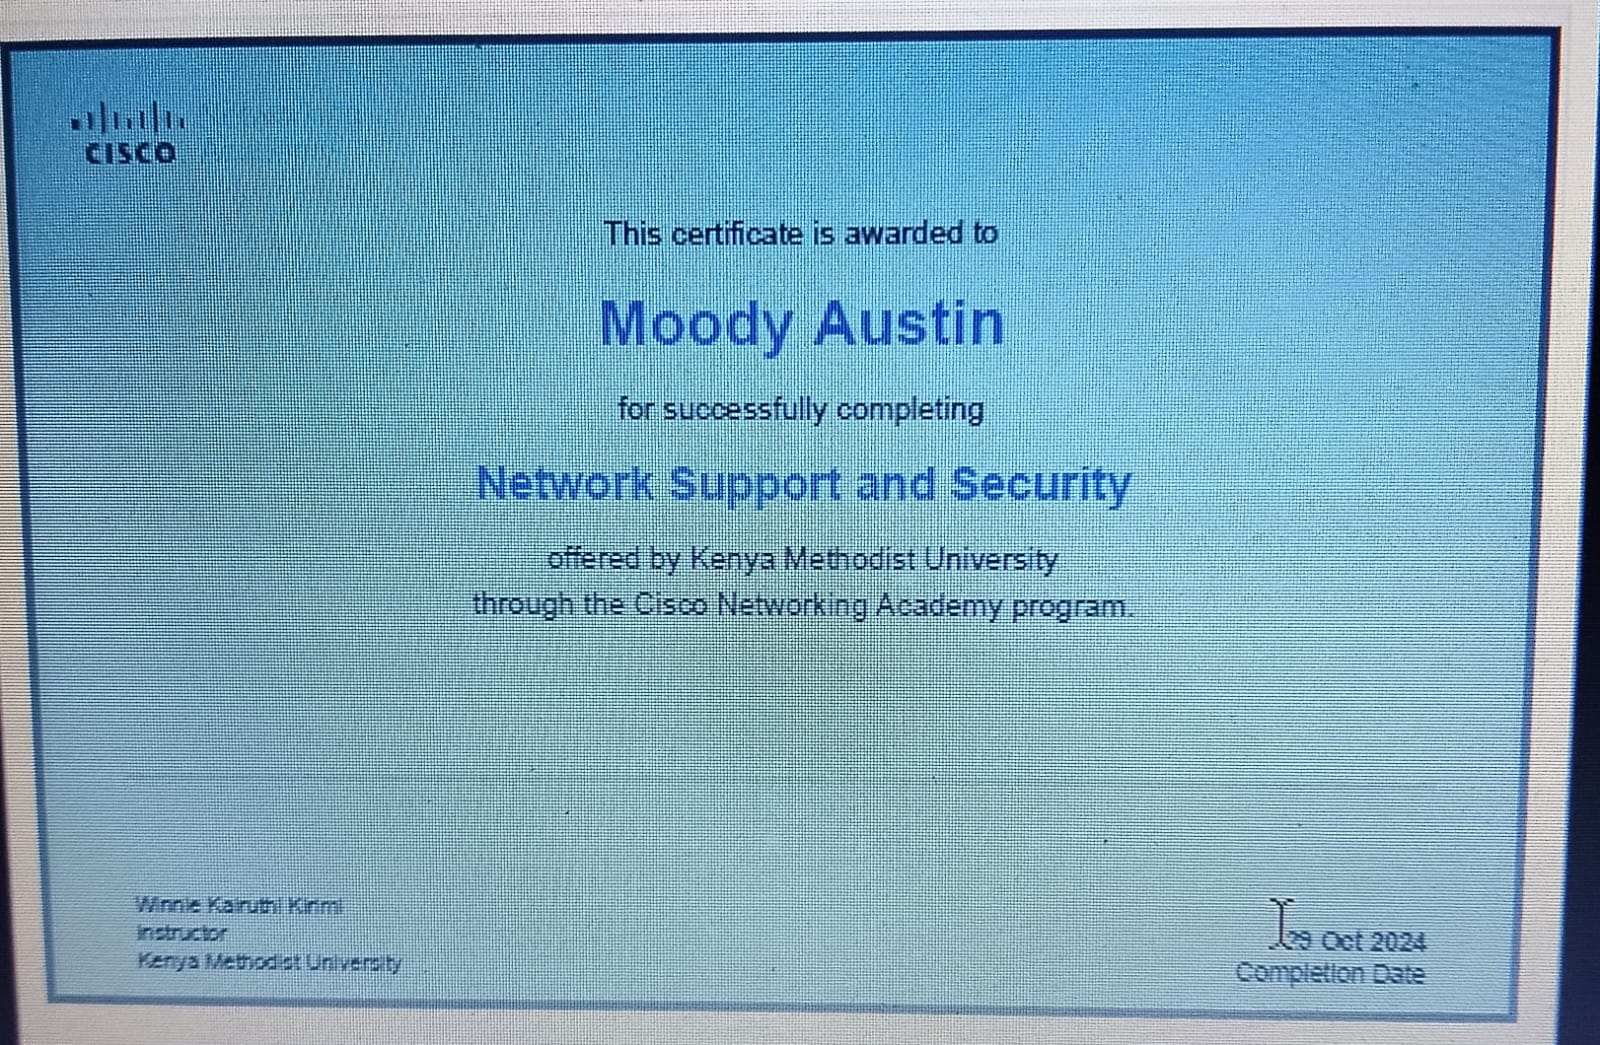 CISCO
This certificate is awarded to
Moody Austin
for successfully completing
Network Support and Security
offered by Kenya Methodist University
through the Cisco Networking Academy program.
Winnie Kairuthi Kirimi
Instructor
Kenya Methodist University
Oct 2024
Completion Date